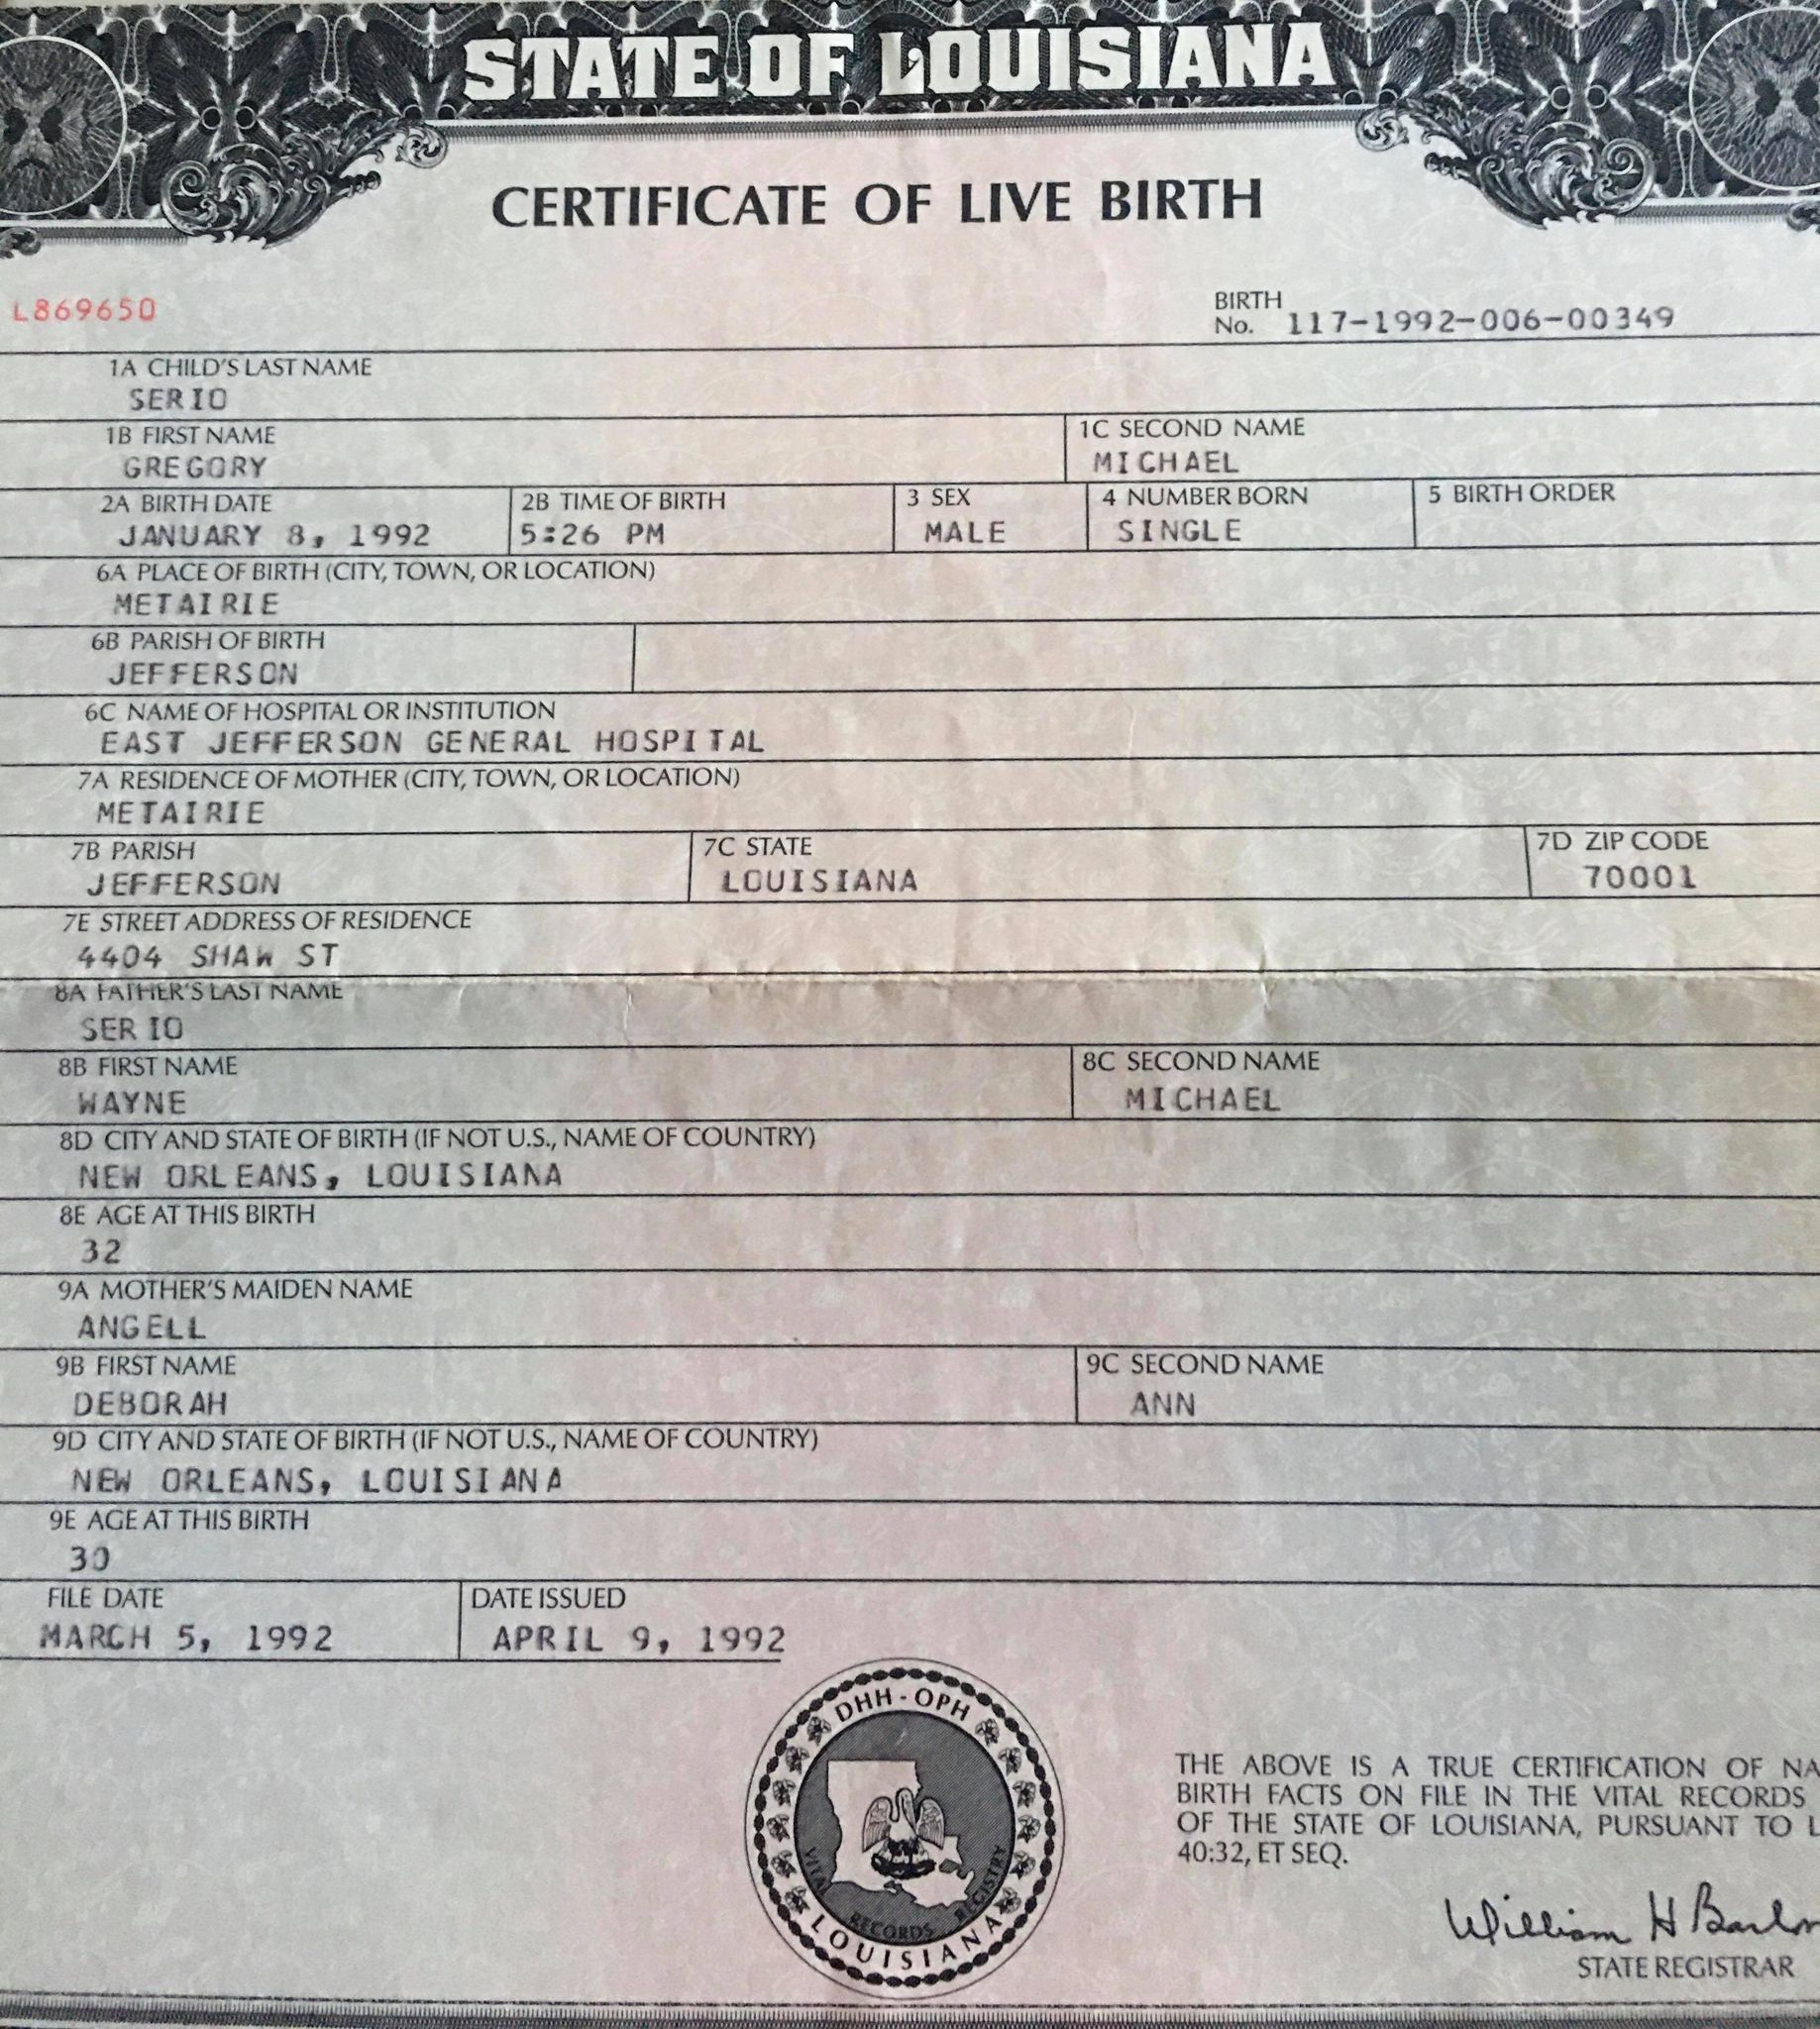 STATE OF LOUISIANA
CERTIFICATE OF LIVE BIRTH
L869650
BIRTH No. 117-1992-006-00349
1A CHILD'S LAST NAME
SERIO
1B FIRST NAME 1C SECOND NAME
GREGORY MICHAEL
2A BIRTH DATE 2B TIME OF BIRTH 3 SEX 4 NUMBER BORN 5 BIRTH ORDER
JANUARY 8, 1992 5:26 PM MALE SINGLE
6A PLACE OF BIRTH (CITY, TOWN, OR LOCATION)
METAIRIE
6B PARISH OF BIRTH
JEFFERSON
6C NAME OF HOSPITAL OR INSTITUTION
EAST JEFFERSON GENERAL HOSPITAL
7A RESIDENCE OF MOTHER (CITY, TOWN, OR LOCATION)
METAIRIE
7B PARISH 7C STATE 7D ZIP CODE
JEFFERSON LOUISIANA 70001
7E STREET ADDRESS OF RESIDENCE
4404 SHAW ST
8A FATHER'S LAST NAME
SERIO
8B FIRST NAME 8C SECOND NAME
WAYNE MICHAEL
8D CITY AND STATE OF BIRTH (IF NOT U.S., NAME OF COUNTRY)
NEW ORLEANS, LOUISIANA
8E AGE AT THIS BIRTH
32
9A MOTHER'S MAIDEN NAME
ANGELL
9B FIRST NAME 9C SECOND NAME
DEBORAH ANN
9D CITY AND STATE OF BIRTH (IF NOT U.S., NAME OF COUNTRY)
NEW ORLEANS, LOUISIANA
9E AGE AT THIS BIRTH
30
FILE DATE DATE ISSUED
MARCH 5, 1992 APRIL 9, 1992
DHH-OPH
VITAL RECORDS REGISTRY
LOUISIANA
THE ABOVE IS A TRUE CERTIFICATION OF NA
BIRTH FACTS ON FILE IN THE VITAL RECORDS
OF THE STATE OF LOUISIANA, PURSUANT TO L
40:32, ET SEQ.
William H
STATE REGISTRAR